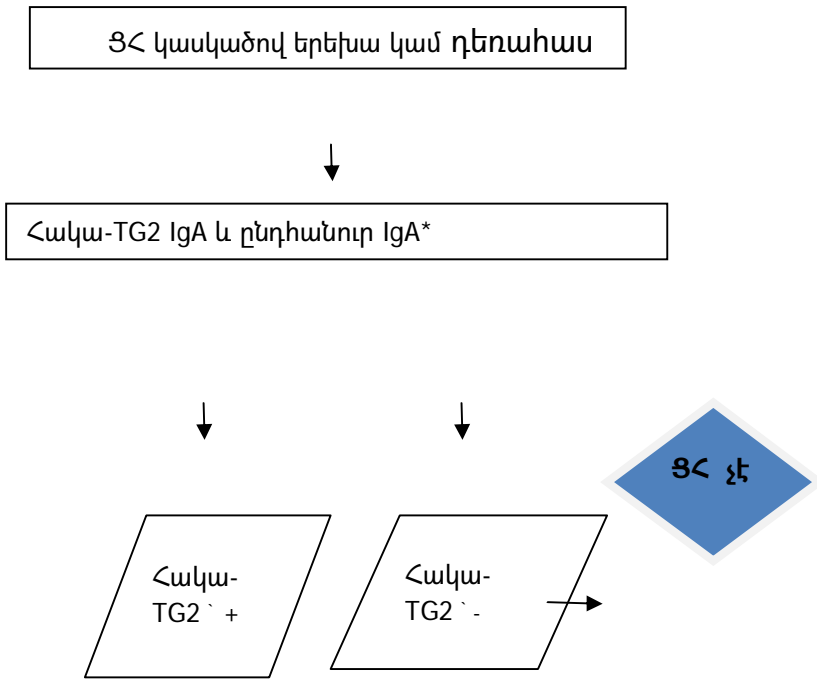 ՑՀ կասկածով երեխա կամ դեռահաս
Հակա-TG2 IgA և ընդհանուր IgA*
ՑՀ չէ
Հակա-
TG2 ՝ +
Հակա-
TG2 ՝ -